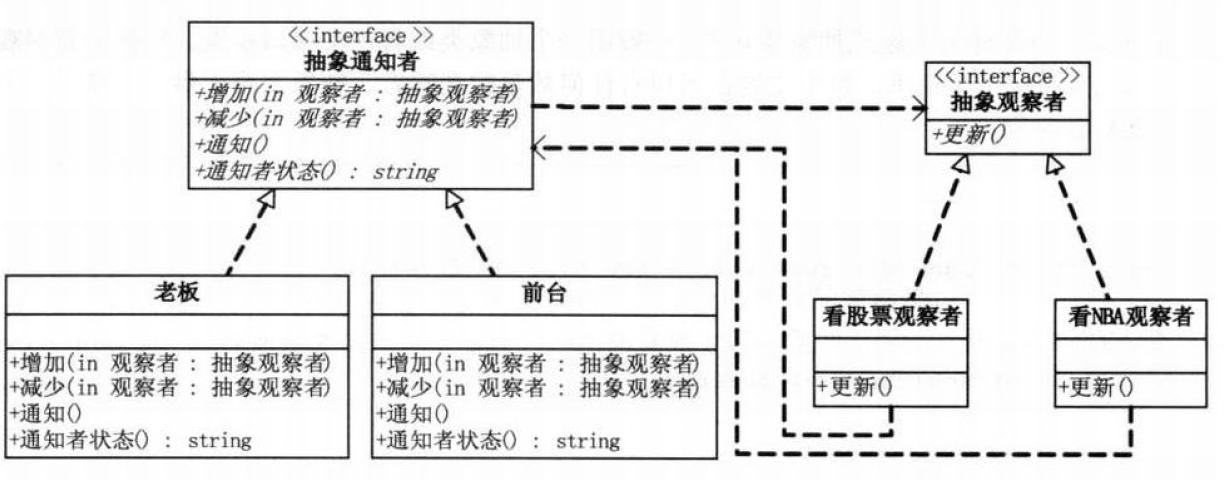 <<interface>>
抽象通知者
+增加(in 观察者 : 抽象观察者)
+减少(in 观察者 : 抽象观察者)
+通知()
+通知者状态() : string
<<interface>>
抽象观察者
+更新()
老板
+增加(in 观察者 : 抽象观察者)
+减少(in 观察者 : 抽象观察者)
+通知()
+通知者状态() : string
前台
+增加(in 观察者 : 抽象观察者)
+减少(in 观察者 : 抽象观察者)
+通知()
+通知者状态() : string
看股票观察者
+更新()
看NBA观察者
+更新()